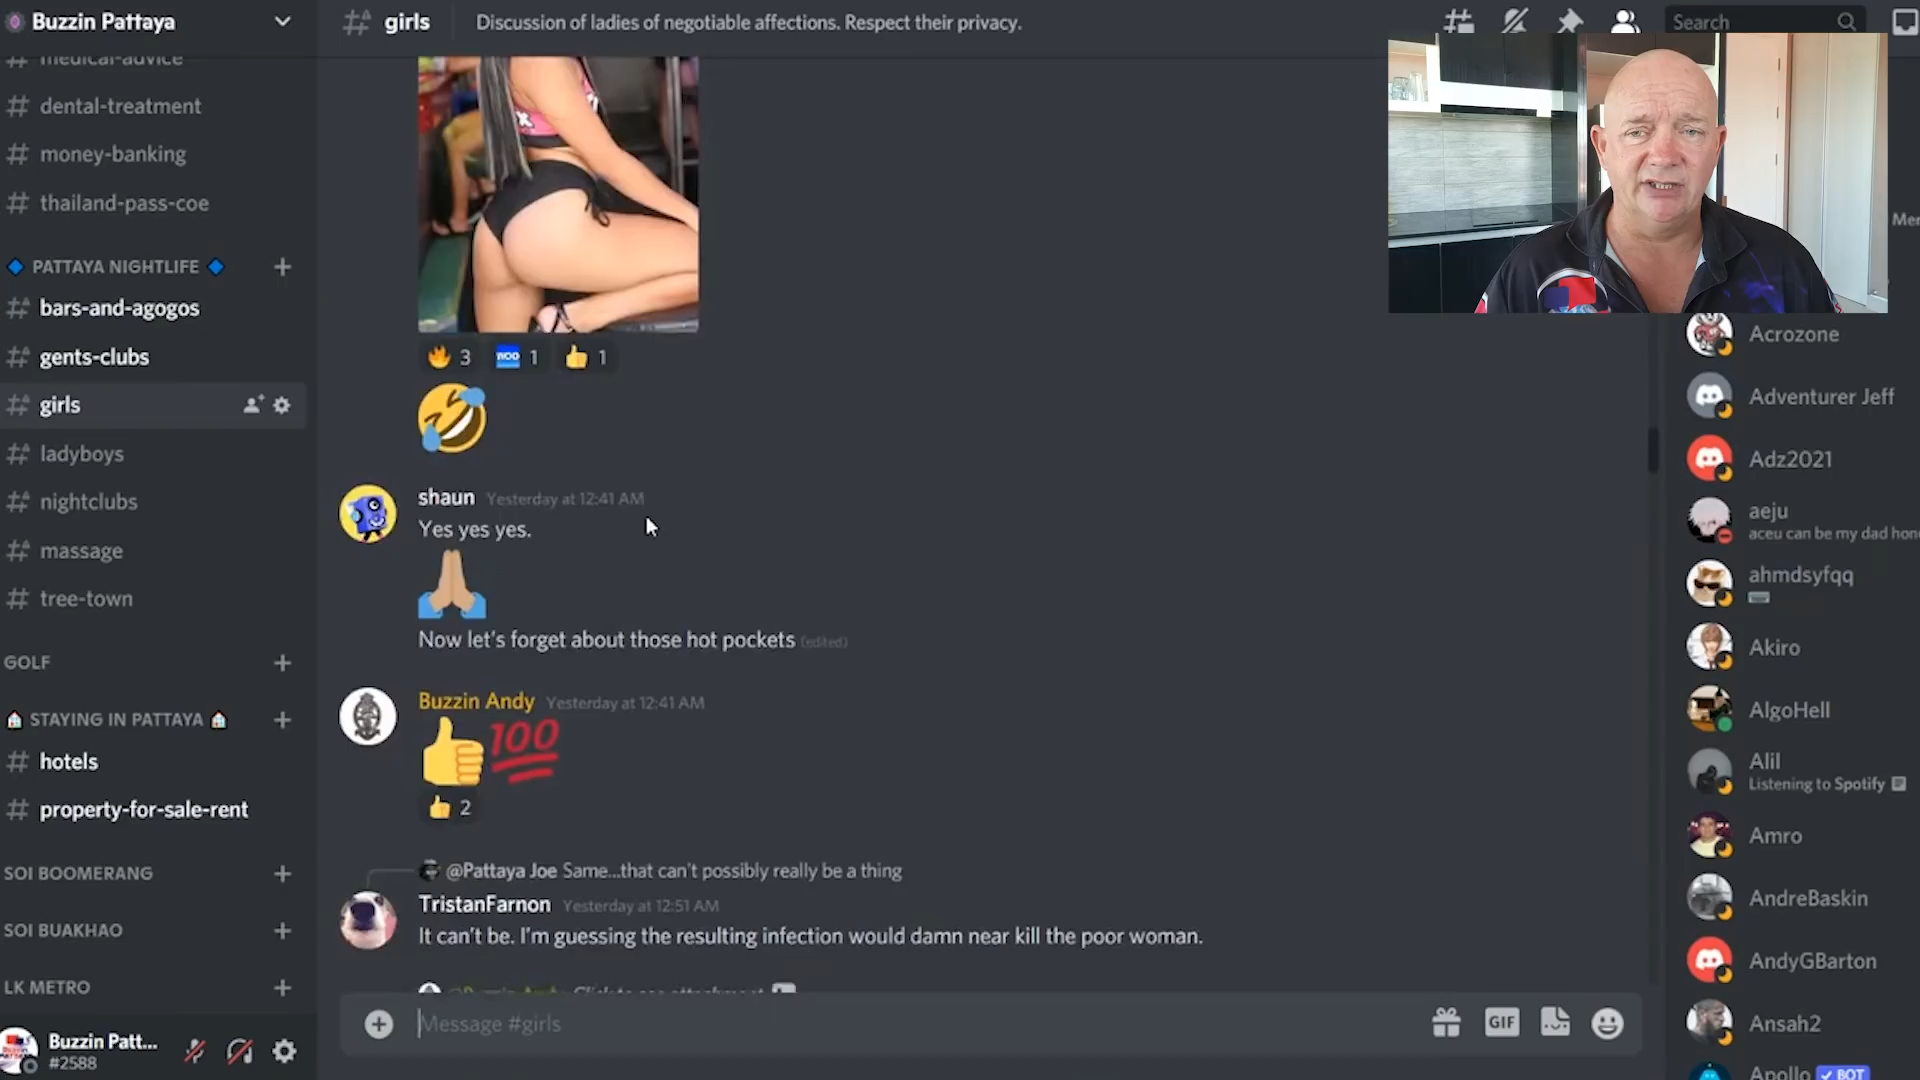 Buzzin Pattaya
medical-advice
dental-treatment
money-banking
thailand-pass-coe
PATTAYA NIGHTLIFE
bars-and-agogos
gents-clubs
girls
ladyboys
nightclubs
massage
tree-town
GOLF
STAYING IN PATTAYA
hotels
property-for-sale-rent
SOI BOOMERANG
SOI BUAKHAO
LK METRO
Buzzin Patt...
#2588
girls
Discussion of ladies of negotiable affections. Respect their privacy.
Search
3
WOO 1
1
shaun Yesterday at 12:41 AM
Yes yes yes.
Now let's forget about those hot pockets (edited)
Buzzin Andy Yesterday at 12:41 AM
100
2
@Pattaya Joe Same...that can't possibly really be a thing
TristanFarnon Yesterday at 12:51 AM
It can't be. I'm guessing the resulting infection would damn near kill the poor woman.
Message #girls
GIF
Acrozone
Adventurer Jeff
Adz2021
aeju
aceu can be my dad hone
ahmdsyfqq
Akiro
AlgoHell
Alil
Listening to Spotify
Amro
AndreBaskin
AndyGBarton
Ansah2
Apollo BOT